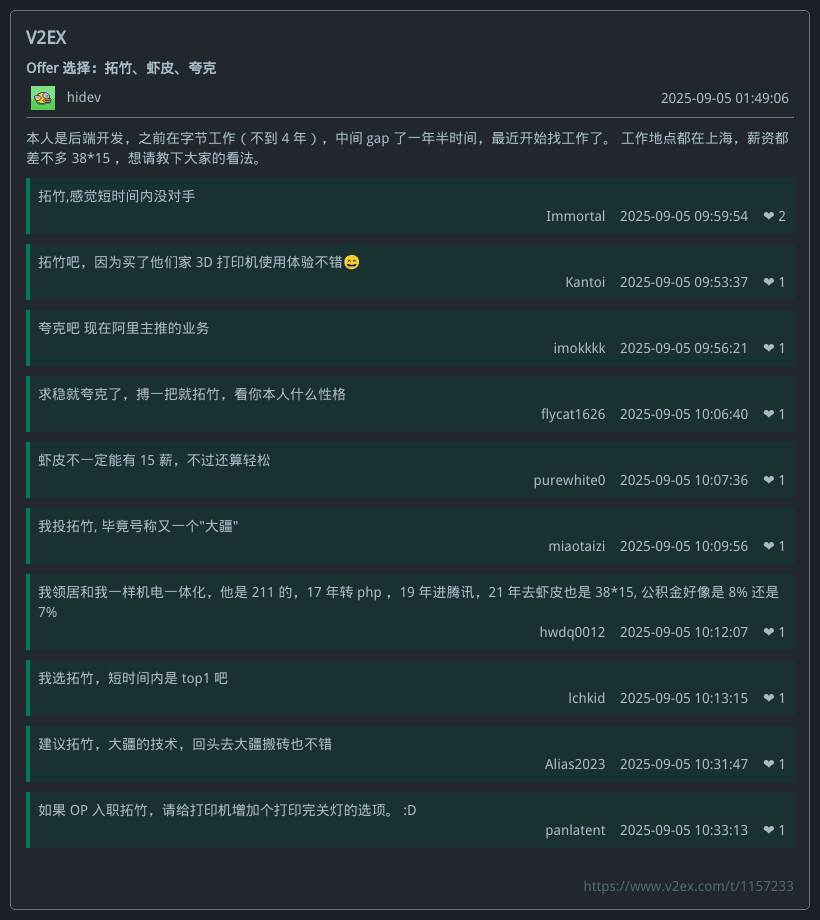 V2EX
Offer 选择：拓竹、虾皮、夸克
hidev
2025-09-05 01:49:06
本人是后端开发，之前在字节工作（不到 4 年），中间 gap 了一年半时间，最近开始找工作了。 工作地点都在上海，薪资都
差不多 38*15 ，想请教下大家的看法。
拓竹,感觉短时间内没对手
Immortal 2025-09-05 09:59:54 ❤ 2
拓竹吧，因为买了他们家 3D 打印机使用体验不错😄
Kantoi 2025-09-05 09:53:37 ❤ 1
夸克吧 现在阿里主推的业务
imokkkk 2025-09-05 09:56:21 ❤ 1
求稳就夸克了，搏一把就拓竹，看你本人什么性格
flycat1626 2025-09-05 10:06:40 ❤ 1
虾皮不一定能有 15 薪，不过还算轻松
purewhite0 2025-09-05 10:07:36 ❤ 1
我投拓竹, 毕竟号称又一个"大疆"
miaotaizi 2025-09-05 10:09:56 ❤ 1
我领居和我一样机电一体化，他是 211 的，17 年转 php ，19 年进腾讯，21 年去虾皮也是 38*15, 公积金好像是 8% 还是
7%
hwdq0012 2025-09-05 10:12:07 ❤ 1
我选拓竹，短时间内是 top1 吧
lchkid 2025-09-05 10:13:15 ❤ 1
建议拓竹，大疆的技术，回头去大疆搬砖也不错
Alias2023 2025-09-05 10:31:47 ❤ 1
如果 OP 入职拓竹，请给打印机增加个打印完关灯的选项。 :D
panlatent 2025-09-05 10:33:13 ❤ 1
https://www.v2ex.com/t/1157233